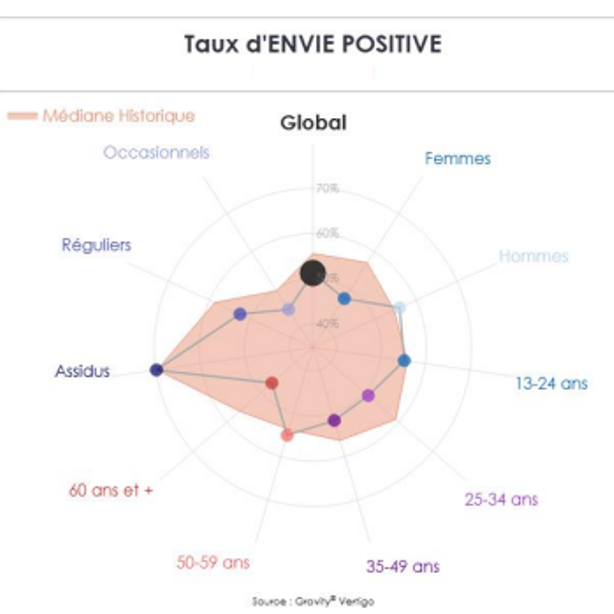 Taux d'ENVIE POSITIVE
Médiane Historique
Global
Occasionnels
Femmes
70%
Réguliers
60%
Hommes
50%
40%
Assidus
13-24 ans
60 ans et +
25-34 ans
50-59 ans
35-49 ans
Source : Gravity® Vertigo